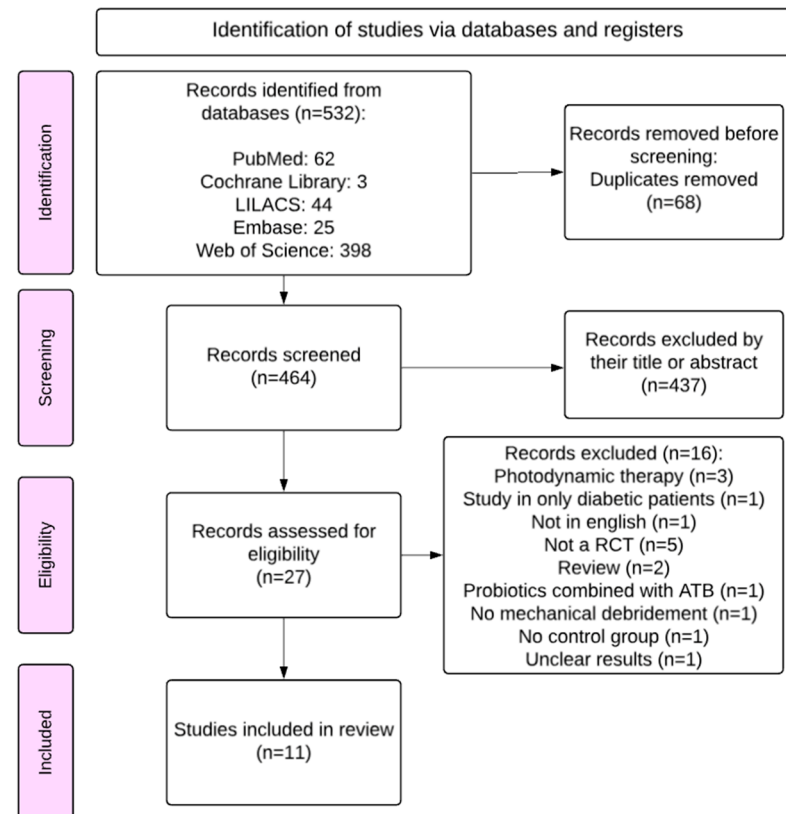 Identification of studies via databases and registers
Identification
Records identified from
databases (n=532):
PubMed: 62
Cochrane Library: 3
LILACS: 44
Embase: 25
Web of Science: 398
Records removed before
screening:
Duplicates removed
(n=68)
Screening
Records screened
(n=464)
Records excluded by
their title or abstract
(n=437)
Eligibility
Records assessed for
eligibility
(n=27)
Records excluded (n=16):
Photodynamic therapy (n=3)
Study in only diabetic patients (n=1)
Not in english (n=1)
Not a RCT (n=5)
Review (n=2)
Probiotics combined with ATB (n=1)
No mechanical debridement (n=1)
No control group (n=1)
Unclear results (n=1)
Included
Studies included in review
(n=11)